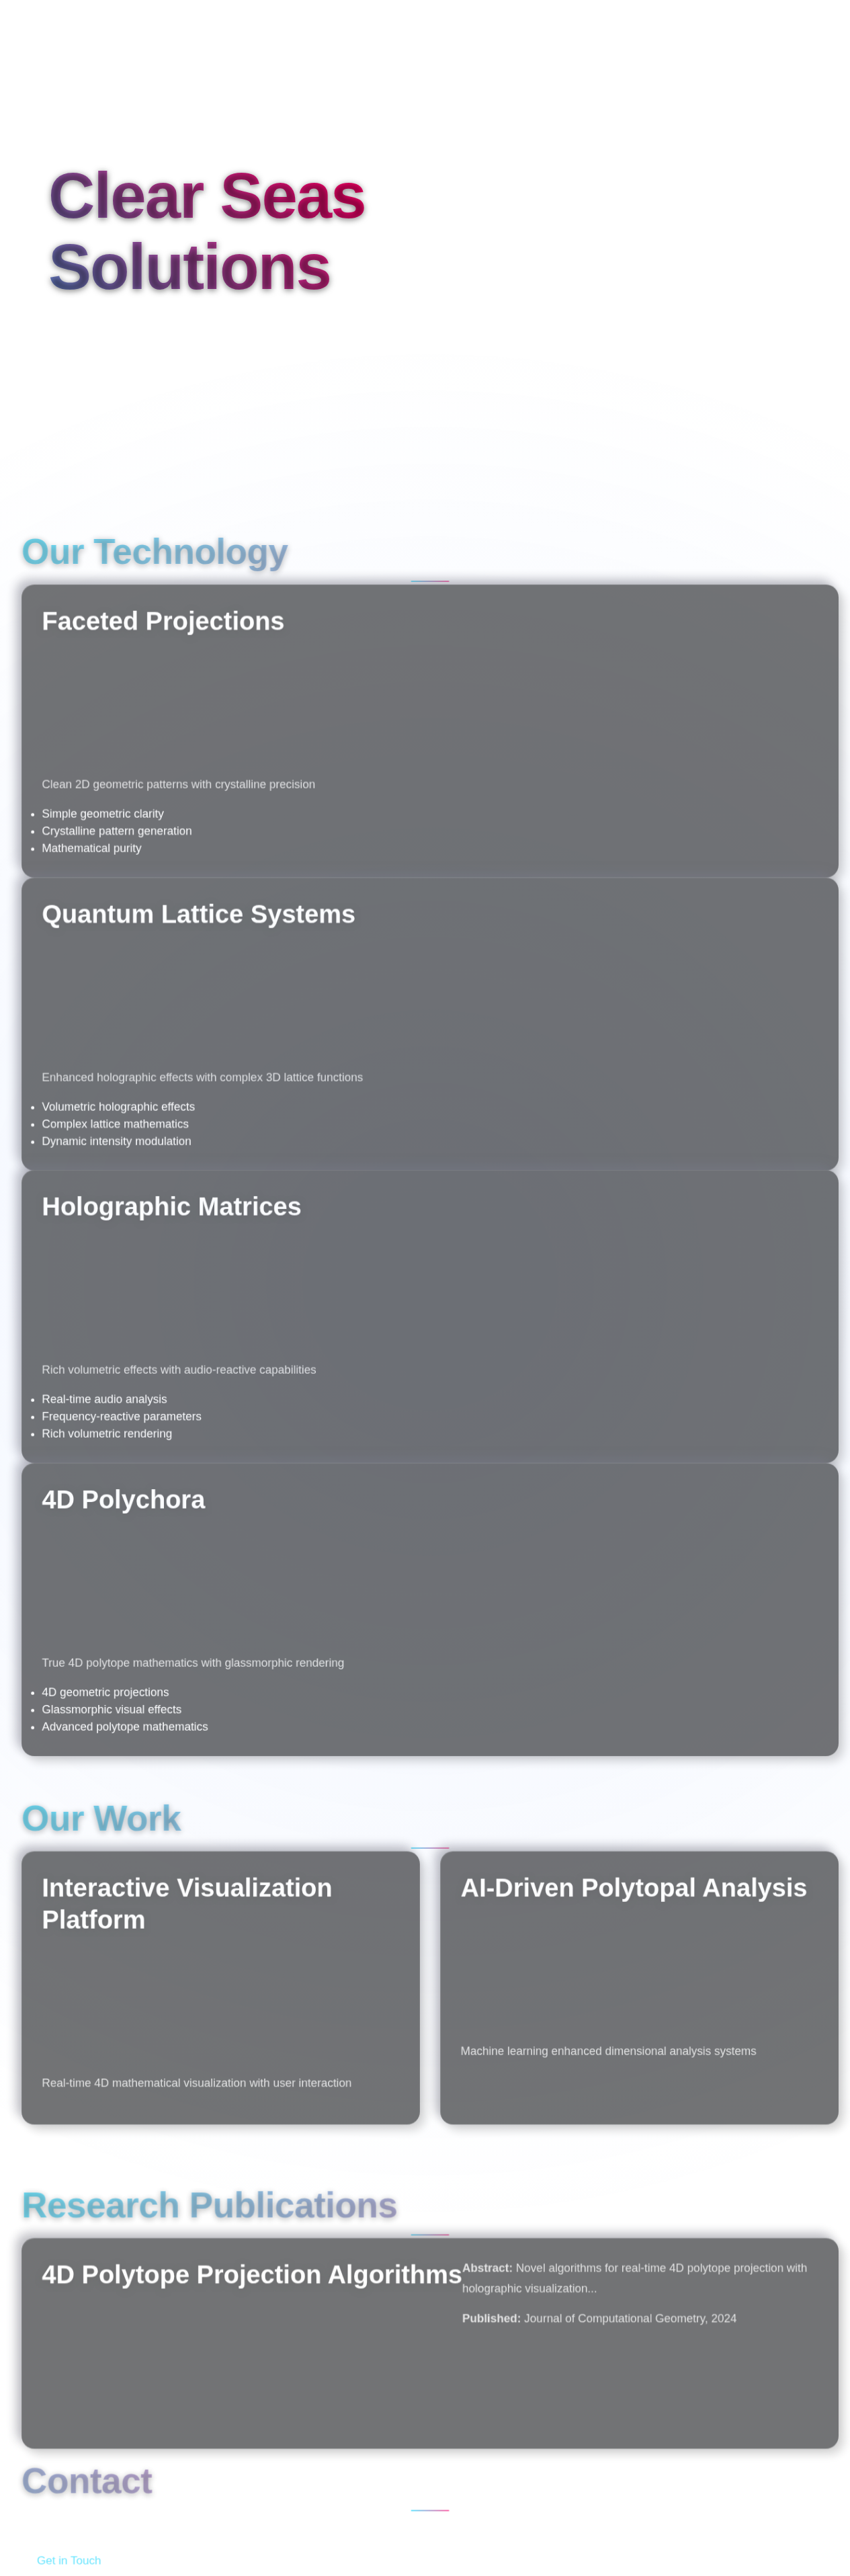 Clear Seas
Solutions
Our Technology
Faceted Projections
Clean 2D geometric patterns with crystalline precision
Simple geometric clarity
Crystalline pattern generation
Mathematical purity
Quantum Lattice Systems
Enhanced holographic effects with complex 3D lattice functions
Volumetric holographic effects
Complex lattice mathematics
Dynamic intensity modulation
Holographic Matrices
Rich volumetric effects with audio-reactive capabilities
Real-time audio analysis
Frequency-reactive parameters
Rich volumetric rendering
4D Polychora
True 4D polytope mathematics with glassmorphic rendering
4D geometric projections
Glassmorphic visual effects
Advanced polytope mathematics
Our Work
Interactive Visualization
Platform
Real-time 4D mathematical visualization with user interaction
AI-Driven Polytopal Analysis
Machine learning enhanced dimensional analysis systems
Research Publications
4D Polytope Projection Algorithms
Abstract: Novel algorithms for real-time 4D polytope projection with
holographic visualization...
Published: Journal of Computational Geometry, 2024
Contact
Get in Touch